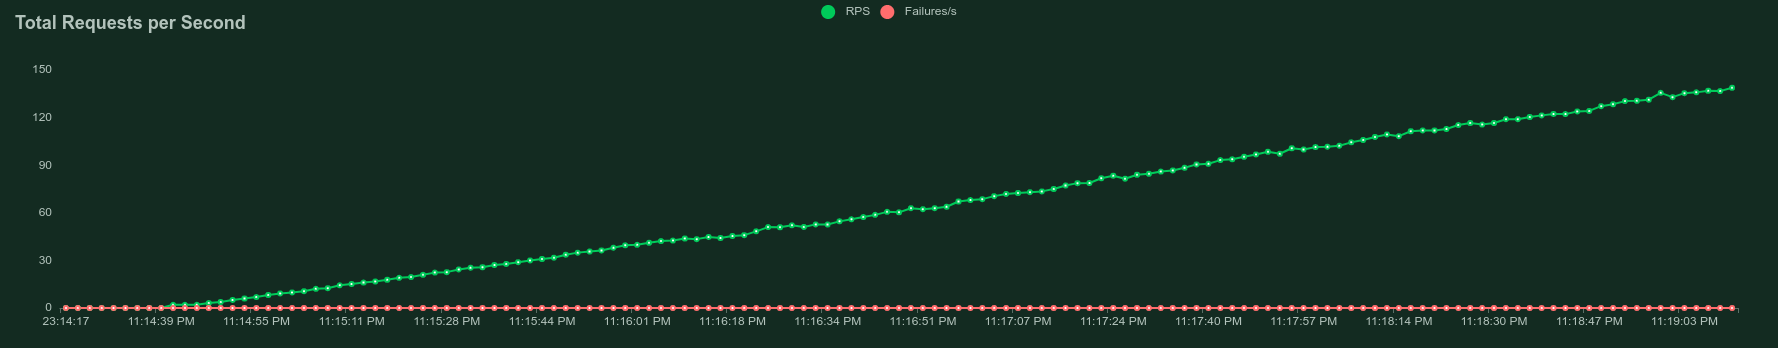 Total Requests per Second
RPS Failures/s
150
120
90
60
30
0
23:14:17 11:14:39 PM 11:14:55 PM 11:15:11 PM 11:15:28 PM 11:15:44 PM 11:16:01 PM 11:16:18 PM 11:16:34 PM 11:16:51 PM 11:17:07 PM 11:17:24 PM 11:17:40 PM 11:17:57 PM 11:18:14 PM 11:18:30 PM 11:18:47 PM 11:19:03 PM